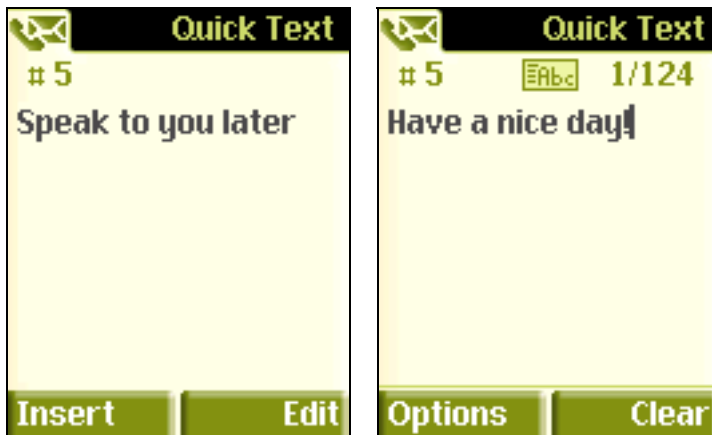 Quick Text
# 5
Speak to you later
Insert Edit
Quick Text
# 5 Abc 1/124
Have a nice day!
Options Clear